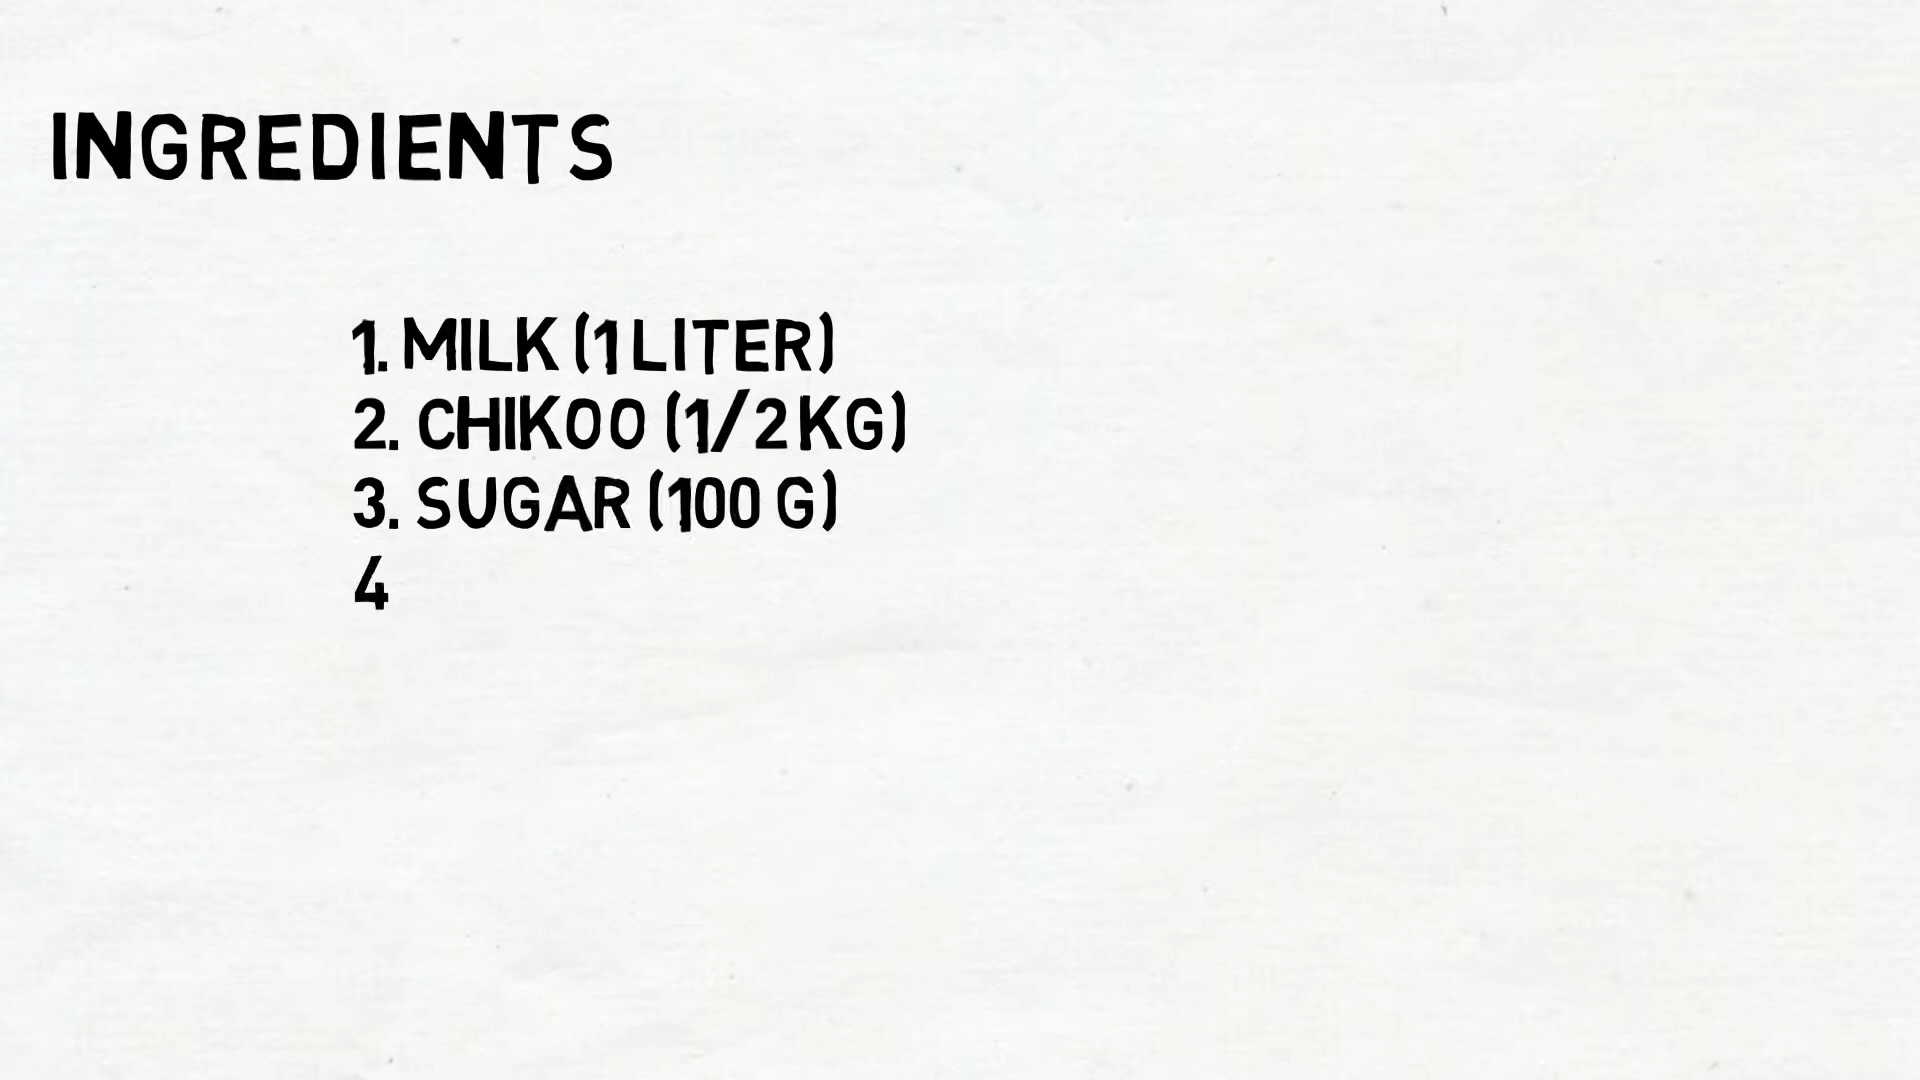 INGREDIENTS
1. MILK (1 LITER)
2. CHIKOO (1/2 KG)
3. SUGAR (100 G)
4